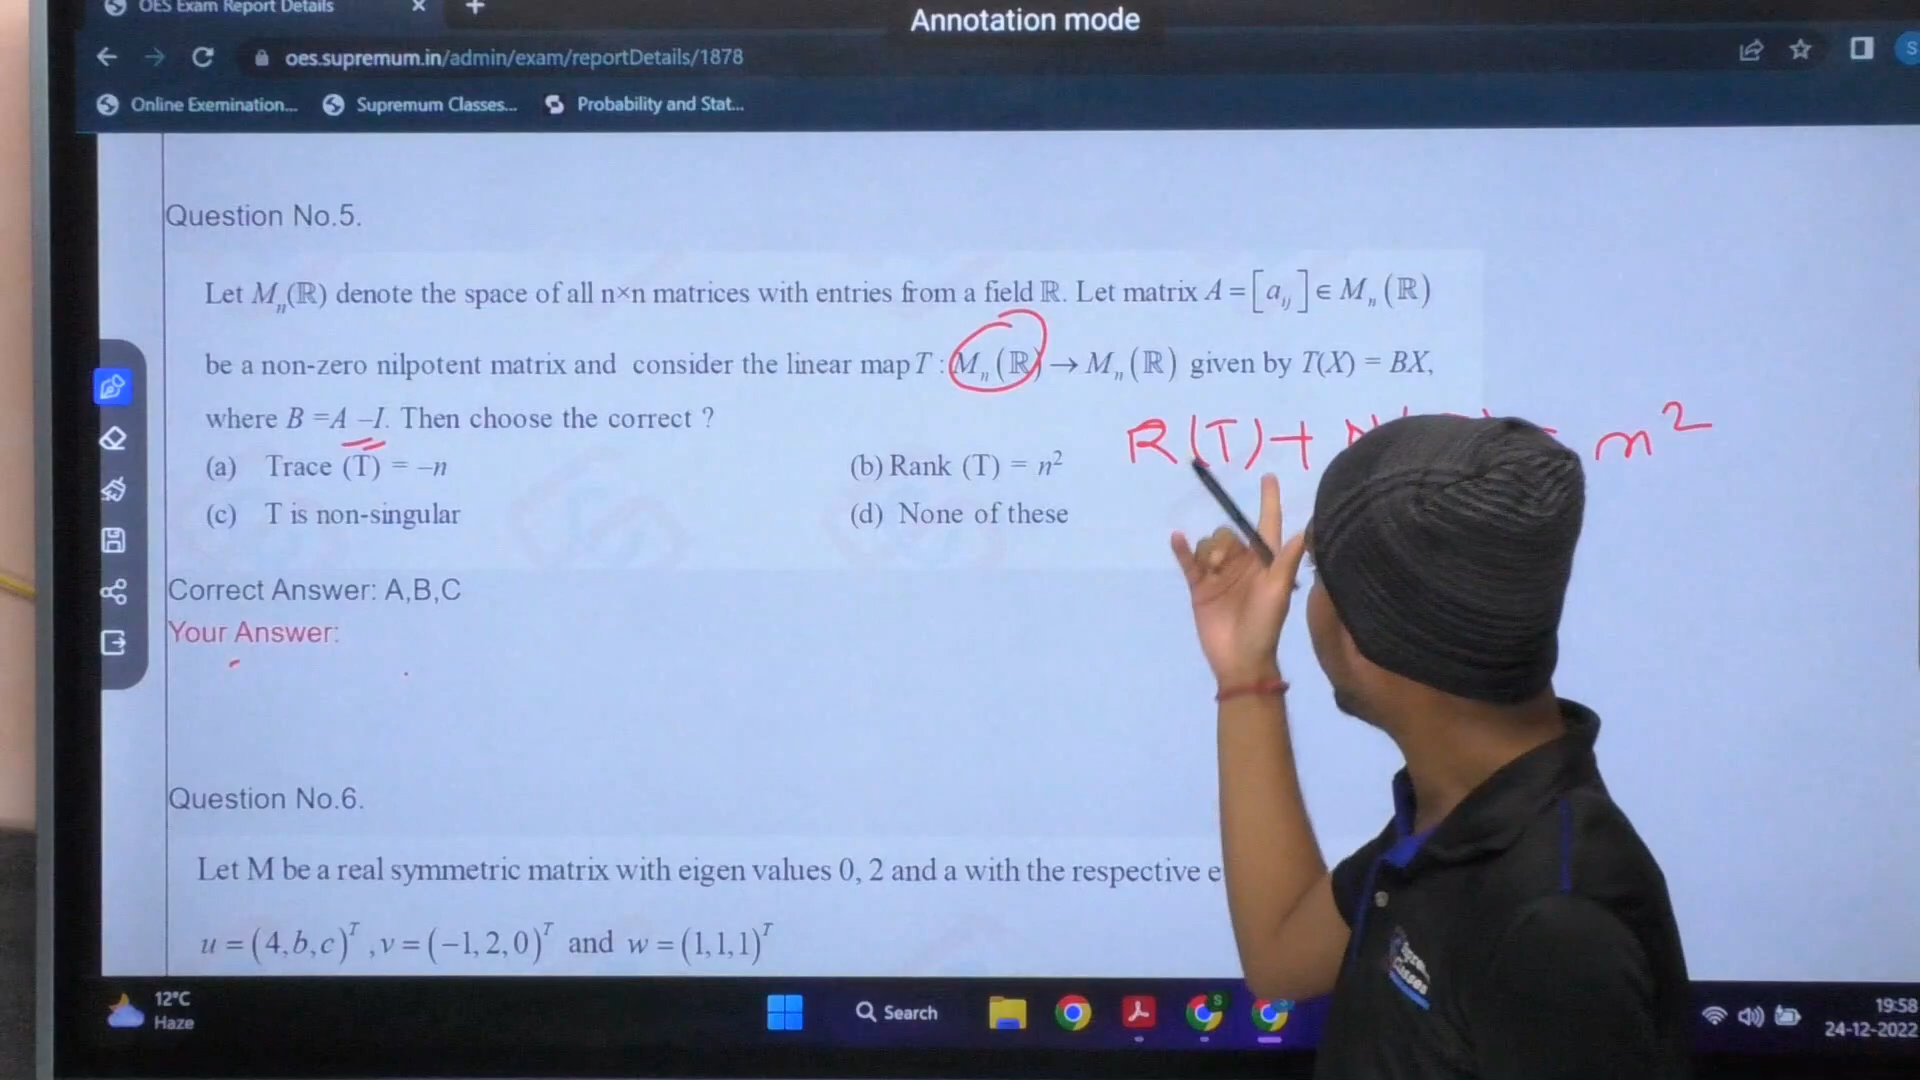 Annotation mode
OES Exam Report Details
oes.supremum.in/admin/exam/reportDetails/1878
Online Exemination... Supremum Classes... Probability and Stat...
Question No.5.
Let Mₙ(ℝ) denote the space of all n×n matrices with entries from a field ℝ. Let matrix A = [aᵢⱼ] ∈ Mₙ(ℝ)
be a non-zero nilpotent matrix and consider the linear map T : Mₙ(ℝ) → Mₙ(ℝ) given by T(X) = BX,
where B =A –I. Then choose the correct ?
R(T)+ n²
(a) Trace (T) = –n (b) Rank (T) = n²
(c) T is non-singular (d) None of these
Correct Answer: A,B,C
Your Answer:
Question No.6.
Let M be a real symmetric matrix with eigen values 0, 2 and a with the respective
u = (4,b,c)ᵀ ,v = (–1,2,0)ᵀ and w = (1,1,1)ᵀ
12°C
Haze
Search
19:58
24-12-2022